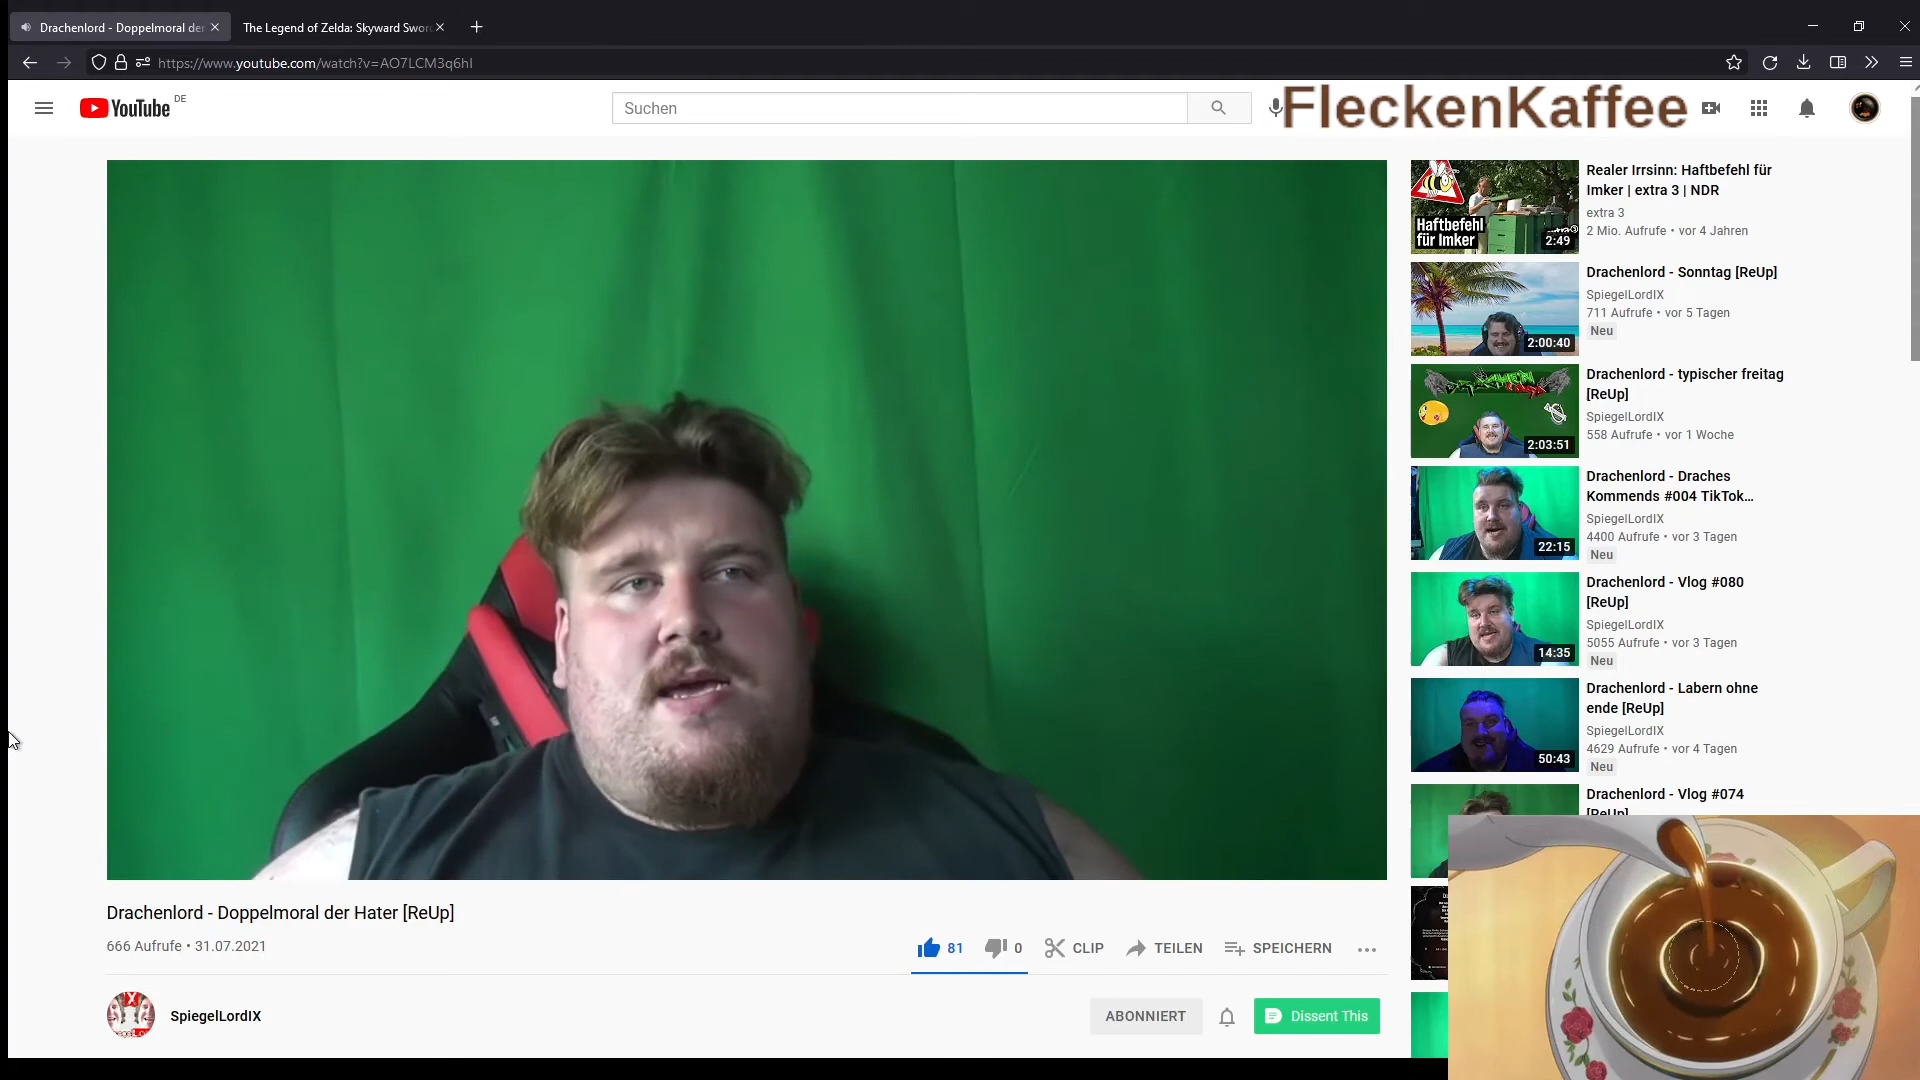 Drachenlord - Doppelmoral der
The Legend of Zelda: Skyward Swor
https://www.youtube.com/watch?v=AO7LCM3q6hI
YouTube DE
Suchen
FleckenKaffee
Haftbefehl
für Imker
2:49
Realer Irrsinn: Haftbefehl für
Imker | extra 3 | NDR
extra 3
2 Mio. Aufrufe • vor 4 Jahren
2:00:40
Drachenlord - Sonntag [ReUp]
SpiegelLordIX
711 Aufrufe • vor 5 Tagen
Neu
2:03:51
Drachenlord - typischer freitag
[ReUp]
SpiegelLordIX
558 Aufrufe • vor 1 Woche
22:15
Drachenlord - Draches
Kommends #004 TikTok...
SpiegelLordIX
4400 Aufrufe • vor 3 Tagen
Neu
14:35
Drachenlord - Vlog #080
[ReUp]
SpiegelLordIX
5055 Aufrufe • vor 3 Tagen
Neu
50:43
Drachenlord - Labern ohne
ende [ReUp]
SpiegelLordIX
4629 Aufrufe • vor 4 Tagen
Neu
Drachenlord - Vlog #074
[ReUp]
Drachenlord - Doppelmoral der Hater [ReUp]
666 Aufrufe • 31.07.2021
81
0
CLIP
TEILEN
SPEICHERN
SpiegelLordIX
ABONNIERT
Dissent This